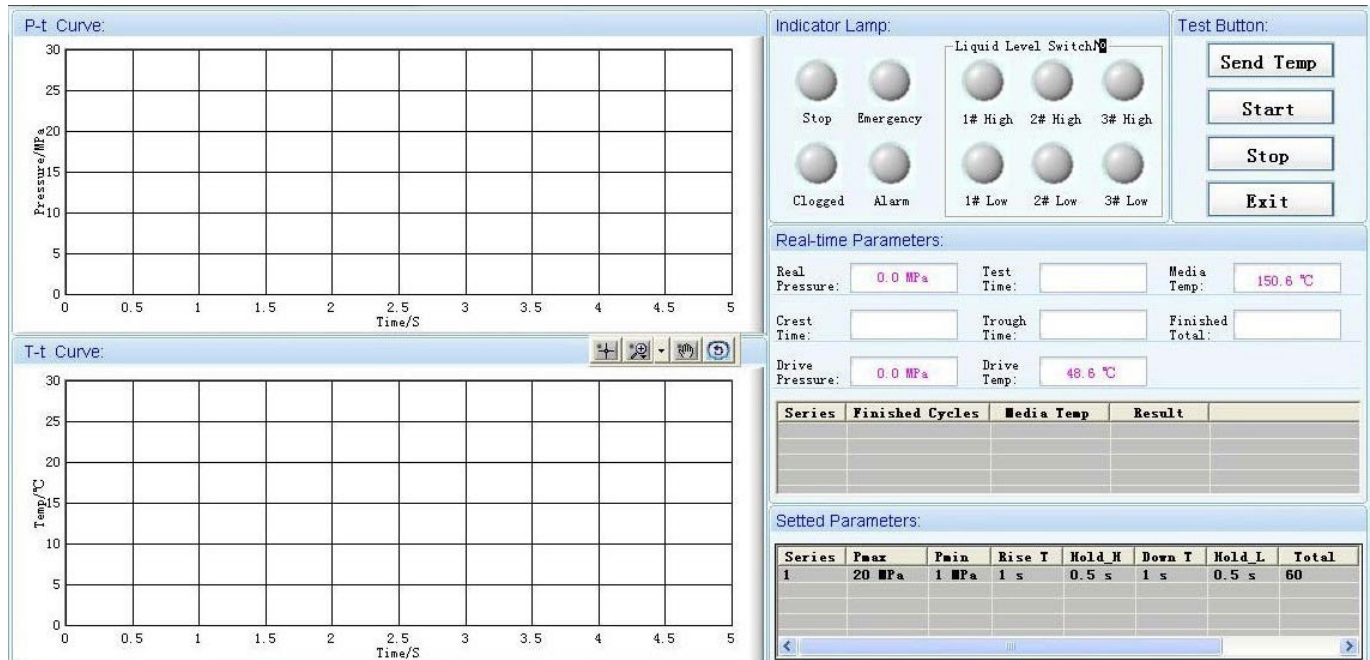 P-t Curve:
30
25
20
15
10
5
0
Pressure/MPa
0 0.5 1 1.5 2 2.5 3 3.5 4 4.5 5
Time/S
T-t Curve:
30
25
20
15
10
5
0
Temp/℃
0 0.5 1 1.5 2 2.5 3 3.5 4 4.5 5
Time/S
Indicator Lamp:
Liquid Level Switch
No
Stop Emergency 1# High 2# High 3# High
Clogged Alarm 1# Low 2# Low 3# Low
Test Button:
Send Temp
Start
Stop
Exit
Real-time Parameters:
Real Pressure: 0.0 MPa Test Time: Media Temp: 150.6 ℃
Crest Time: Trough Time: Finished Total:
Drive Pressure: 0.0 MPa Drive Temp: 48.6 ℃
Series Finished Cycles Media Temp Result
Setted Parameters:
Series Pmax Pmin Rise T Hold_H Down T Hold_L Total
1 20 MPa 1 MPa 1 s 0.5 s 1 s 0.5 s 60